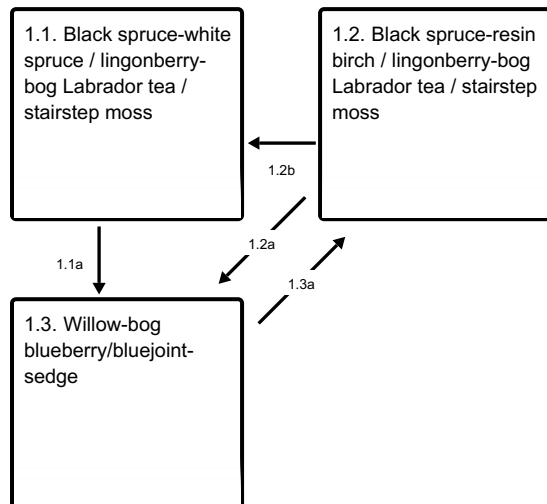 1.1. Black spruce-white
spruce / lingonberry-
bog Labrador tea /
stairstep moss
1.2. Black spruce-resin
birch / lingonberry-bog
Labrador tea / stairstep
moss
1.2b
1.2a
1.1a
1.3a
1.3. Willow-bog
blueberry/bluejoint-
sedge